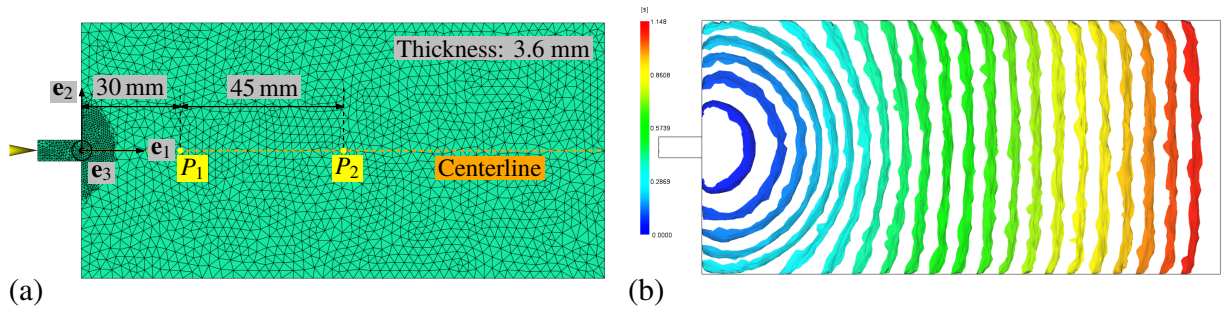 Thickness: 3.6 mm
30 mm
45 mm
e2
e1
e3
P1
P2
Centerline
(a)
[s]
1.148
0.8608
0.5739
0.2869
0.0000
(b)